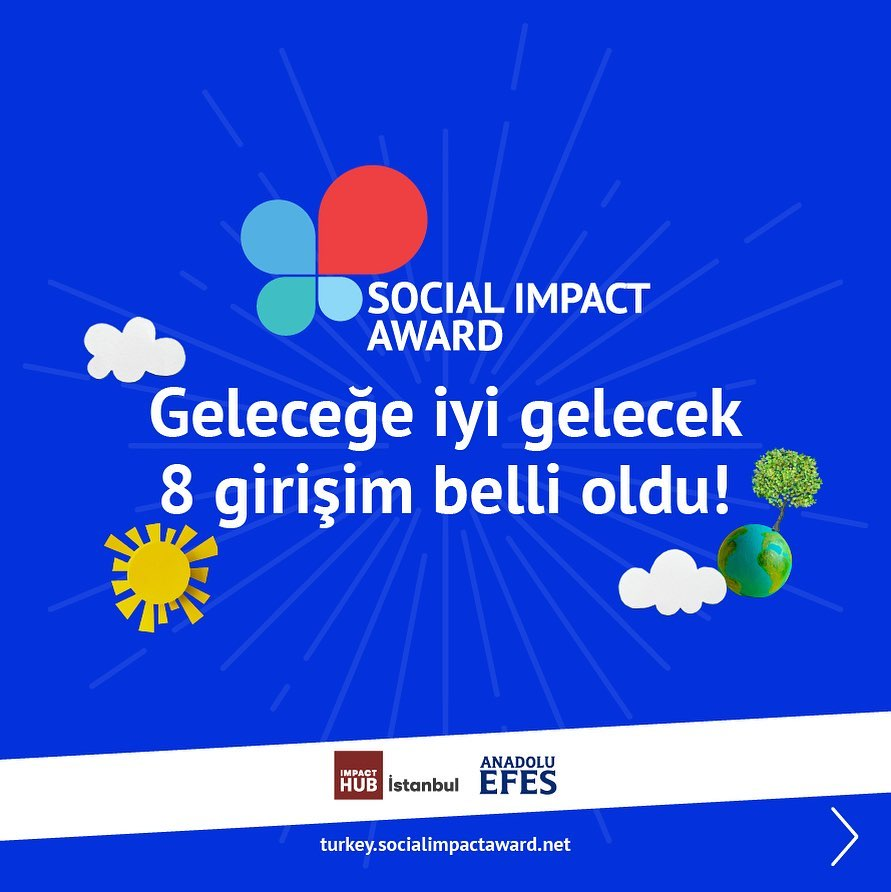 SOCIAL IMPACT
AWARD
Geleceğe iyi gelecek
8 girişim belli oldu!
IMPACT
HUB İstanbul
ANADOLU
EFES
turkey.socialimpactaward.net